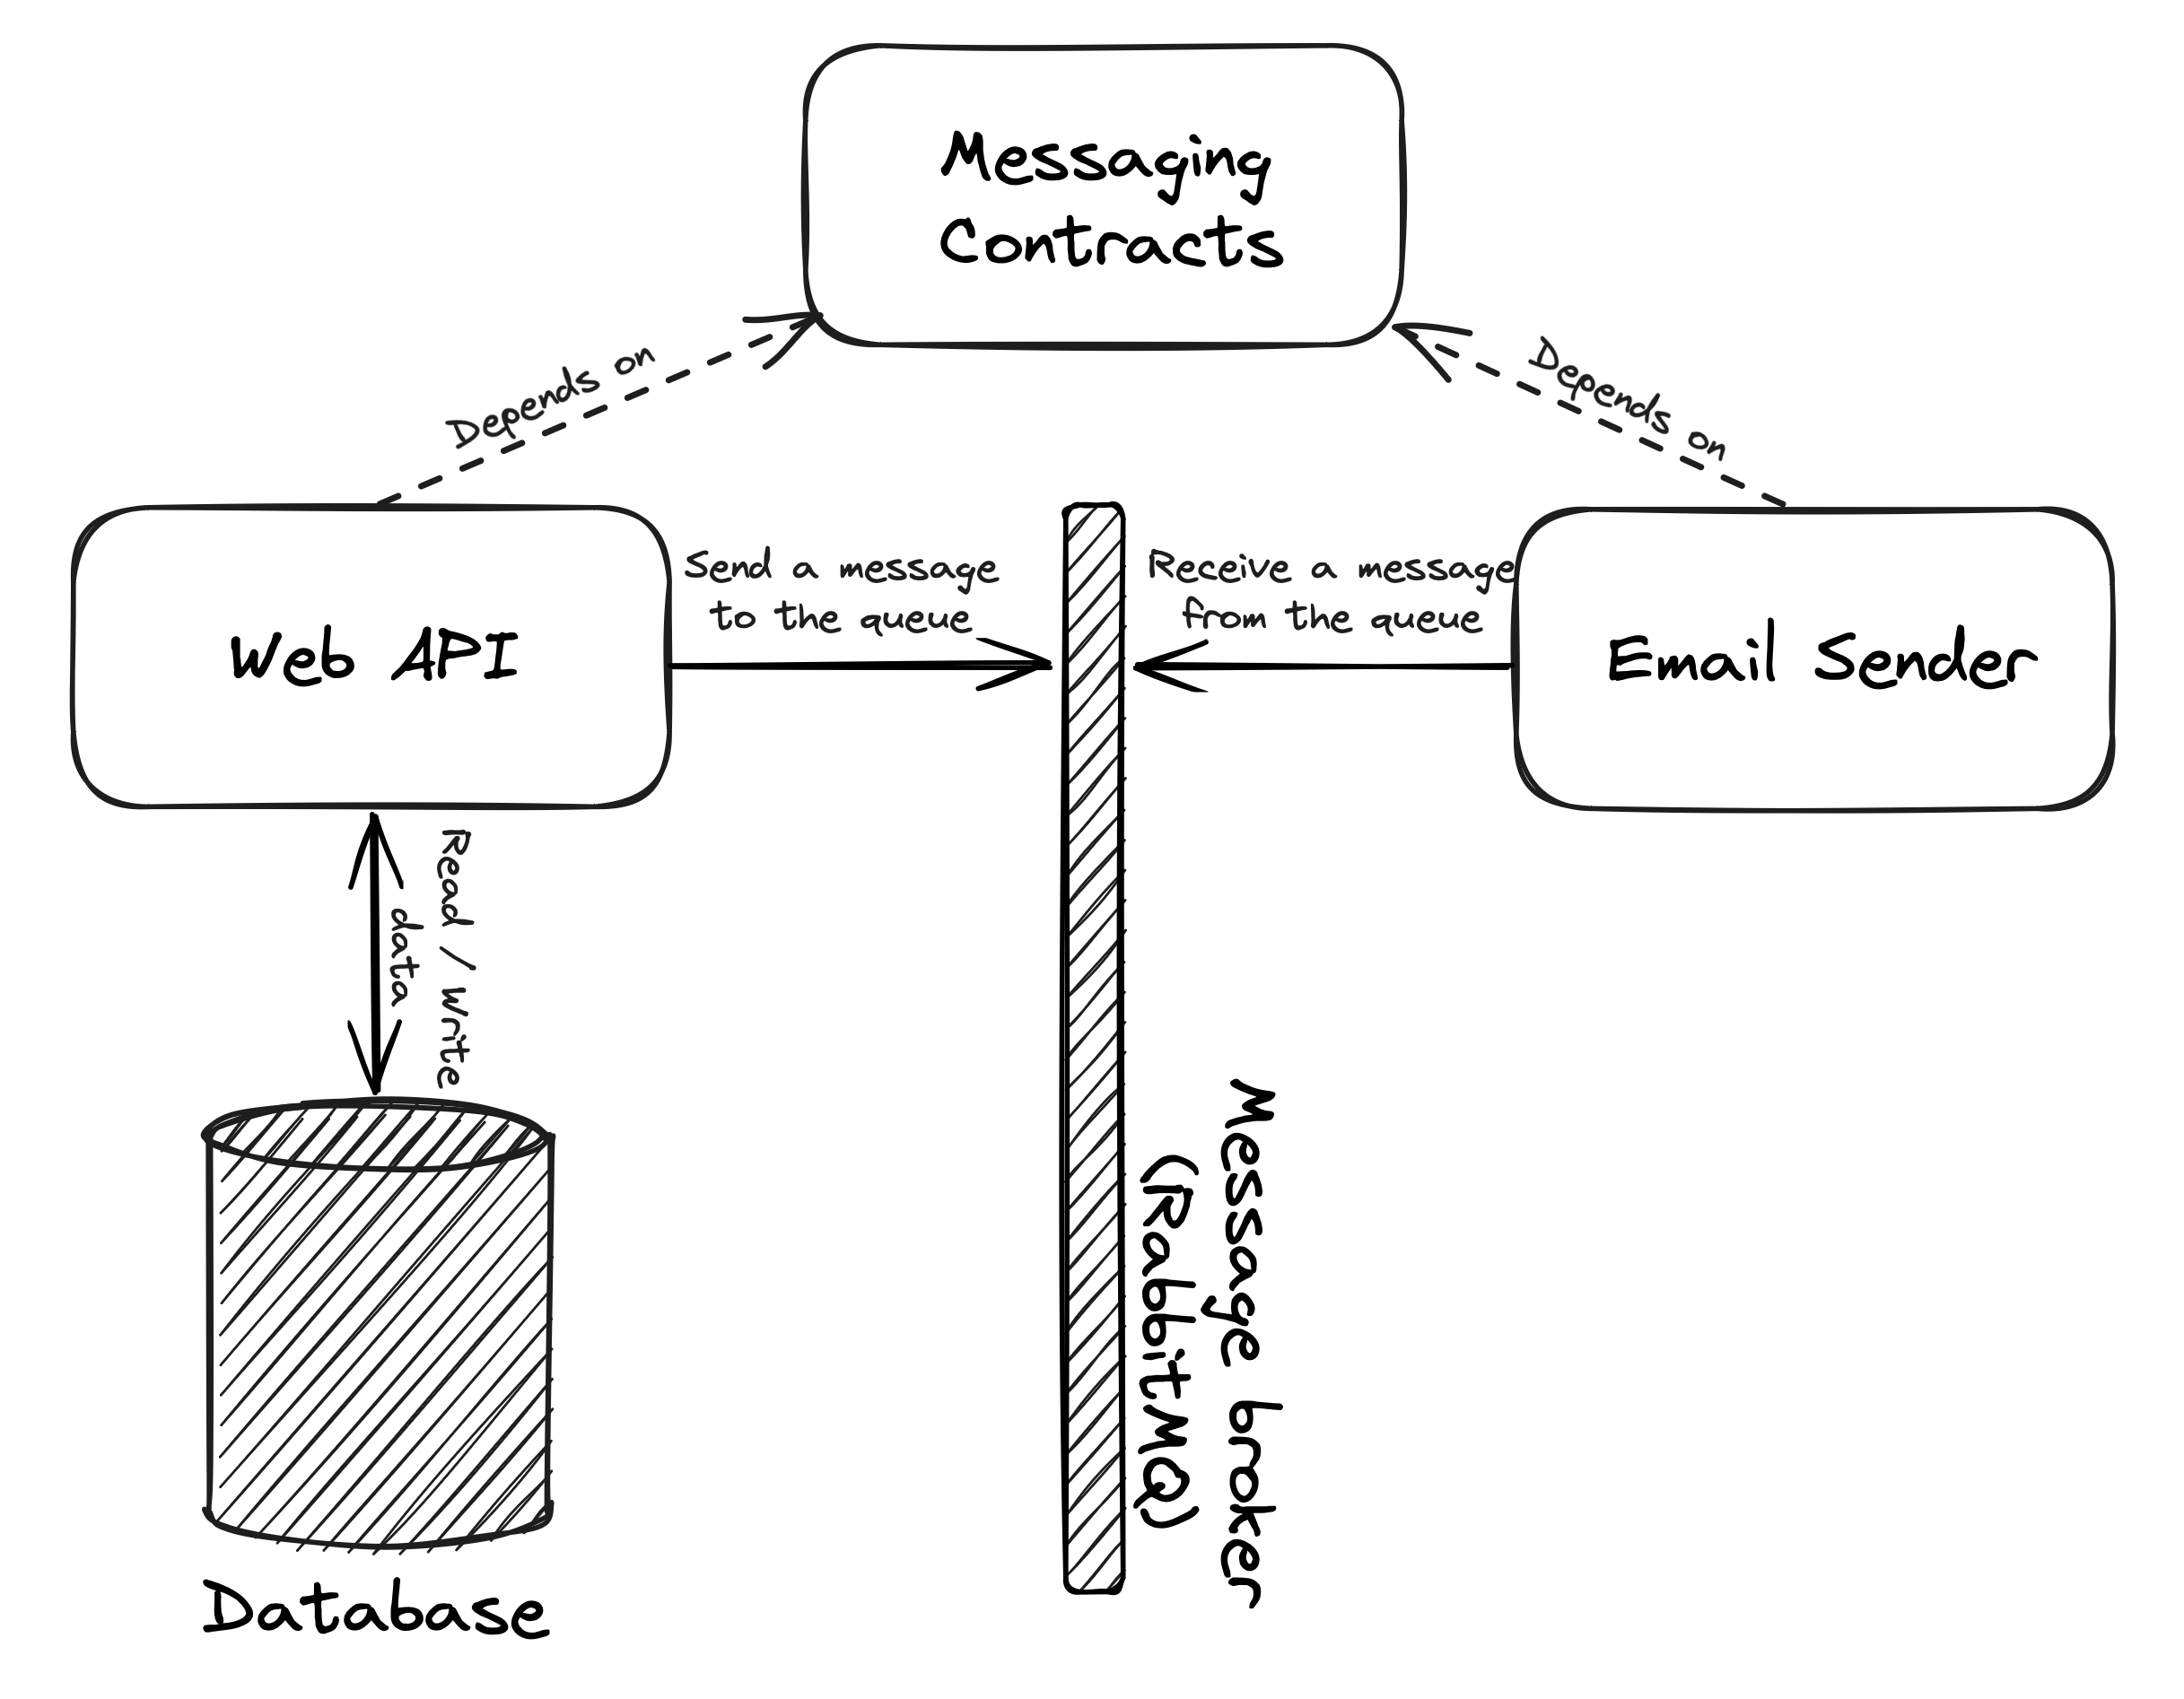 Messaging
Contracts
Depends on
Depends on
Send a message
to the queue
Receive a message
from the queue
Web API
Email Sender
Read / Write
data
Message broker
(RabbitMQ)
Database